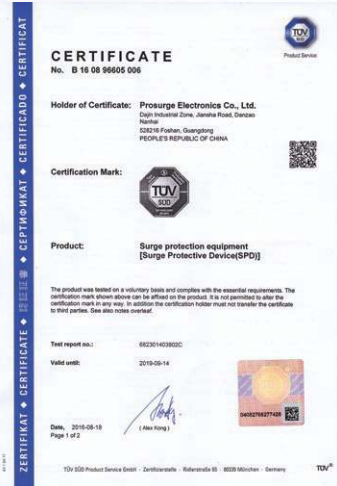 TÜV
SÜD
Product Service
CERTIFICATE
No. B 16 08 96605 006
Holder of Certificate: Prosurge Electronics Co., Ltd.
Dajin Industrial Zone, Jiansha Road, Danzao
Nanhai
528216 Foshan, Guangdong
PEOPLE'S REPUBLIC OF CHINA
Certification Mark:
TÜV
SÜD
Product: Surge protection equipment
[Surge Protective Device(SPD)]
The product was tested on a voluntary basis and complies with the essential requirements. The
certification mark shown above can be affixed on the product. It is not permitted to alter the
certification mark in any way. In addition the certification holder must not transfer the certificate
to third parties. See also notes overleaf.
Test report no.: 682301403802C
Valid until: 2019-09-14
Date, 2016-08-18
( Alex Kong )
Page 1 of 2
04082768277426
TÜV SÜD Product Service GmbH · Zertifizierstelle · Ridlerstraße 65 · 80339 München · Germany
TÜV®
ZERTIFIKAT ◆ CERTIFICATE ◆ ◆ СЕРТИФИКАТ ◆ CERTIFICADO ◆ CERTIFICAT